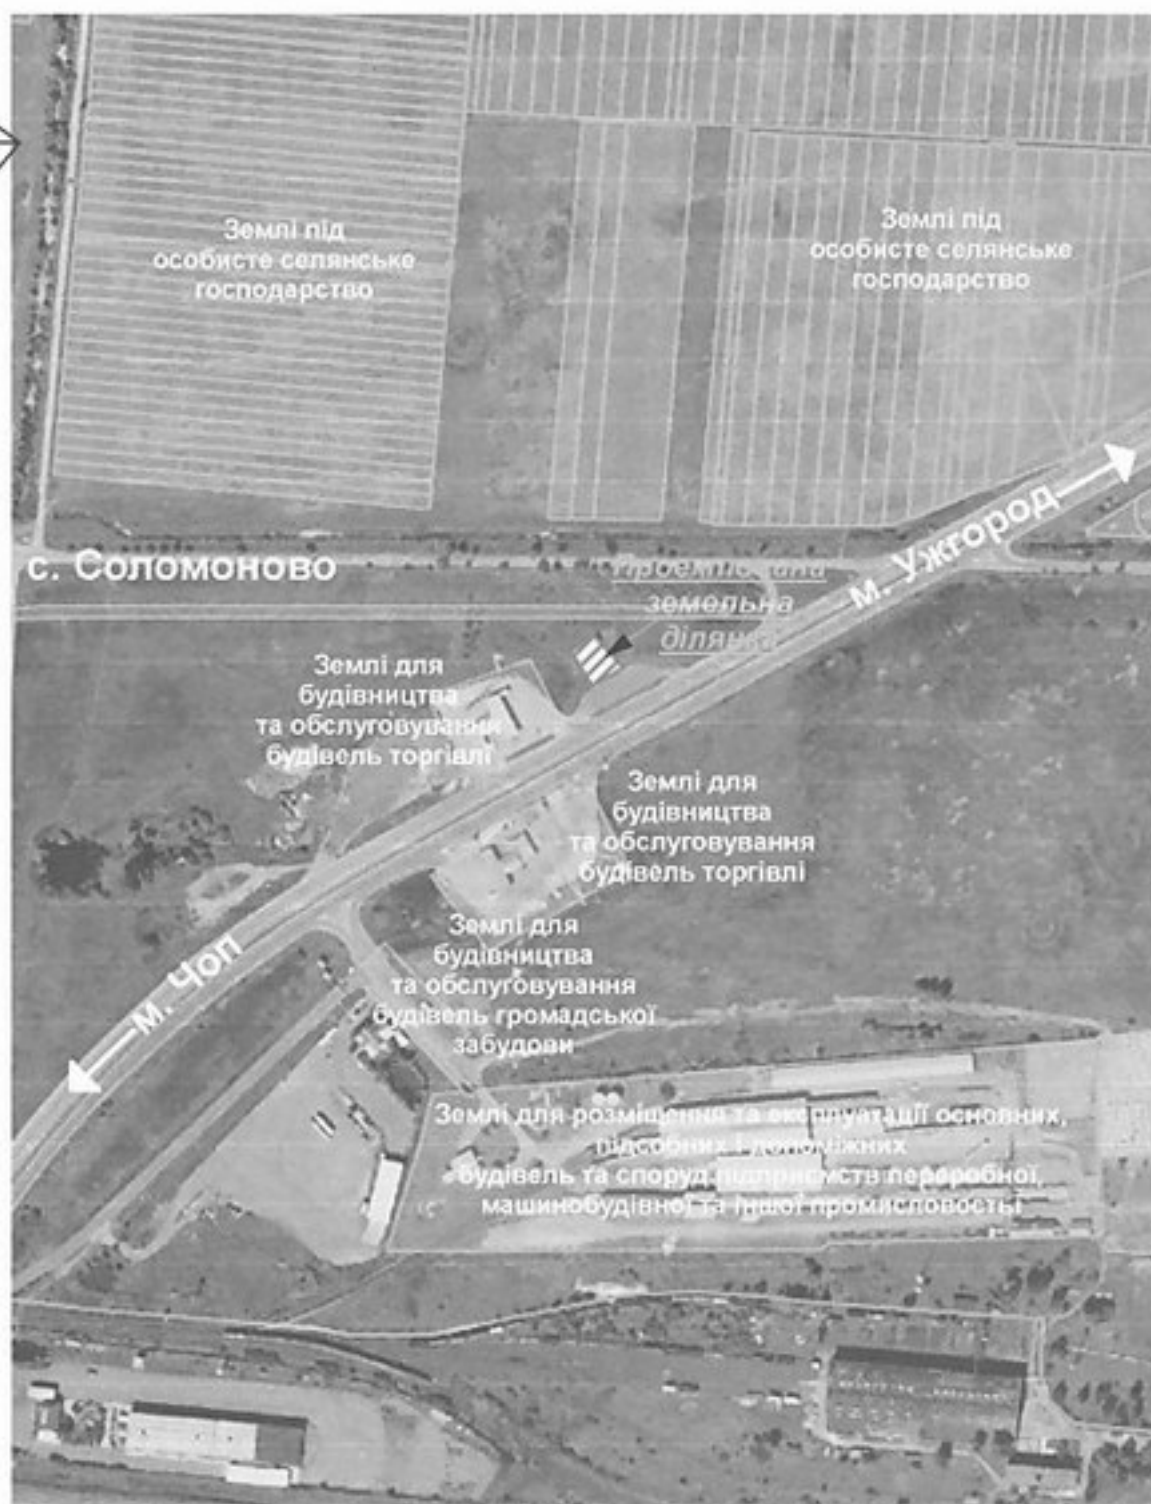 Землі під
особисте селянське
господарство
Землі під
особисте селянське
господарство
м. Ужгород
с. Соломоново
земельна
Землі для
будівництва
та обслуговування
будівель торгівлі
Землі для
будівництва
та обслуговування
будівель торгівлі
м. Чоп
Землі для
будівництва
та обслуговування
будівель громадської
забудови
Землі для розміщення та експлуатації основних,
підсобних і допоміжних
будівель та споруд підприємств переробної,
машинобудівної та іншої промисловості